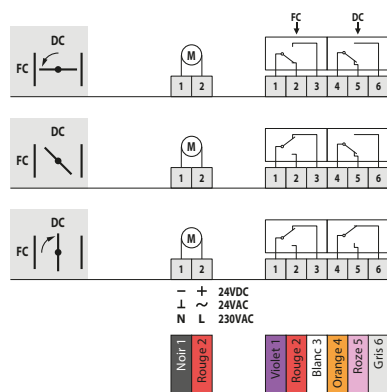 FC DC
DC
FC
M
1 2
1 2 3 4 5 6
DC
FC
M
1 2
1 2 3 4 5 6
DC
FC
M
1 2
1 2 3 4 5 6
− + 24VDC
⊥ ~ 24VAC
N L 230VAC
Noir 1
Rouge 2
Violet 1
Rouge 2
Blanc 3
Orange 4
Roze 5
Gris 6